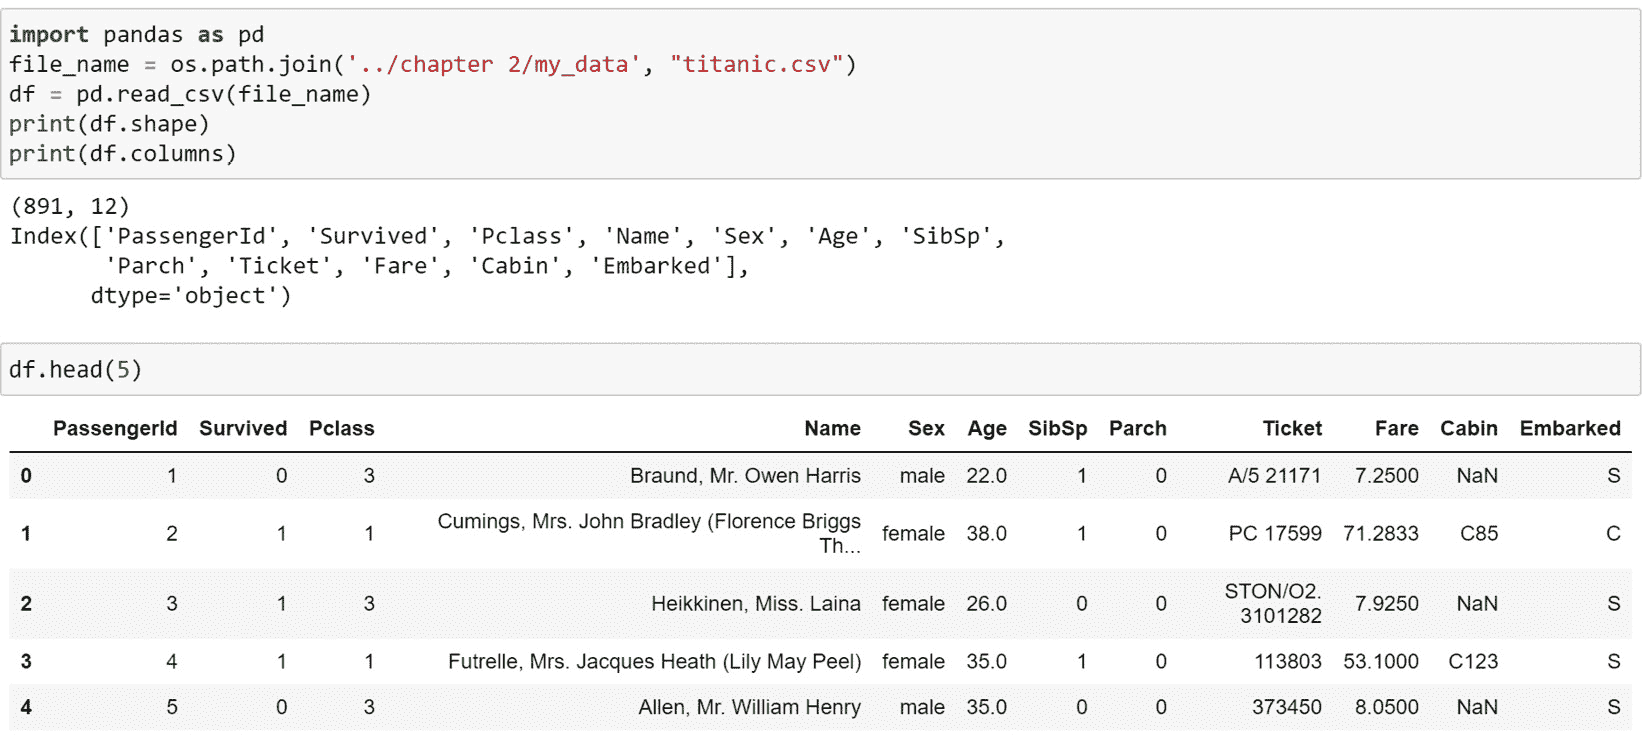 import pandas as pd
file_name = os.path.join('../chapter 2/my_data', "titanic.csv")
df = pd.read_csv(file_name)
print(df.shape)
print(df.columns)
(891, 12)
Index(['PassengerId', 'Survived', 'Pclass', 'Name', 'Sex', 'Age', 'SibSp',
       'Parch', 'Ticket', 'Fare', 'Cabin', 'Embarked'],
      dtype='object')
df.head(5)
PassengerId Survived Pclass Name Sex Age SibSp Parch Ticket Fare Cabin Embarked
0 1 0 3 Braund, Mr. Owen Harris male 22.0 1 0 A/5 21171 7.2500 NaN S
1 2 1 1 Cumings, Mrs. John Bradley (Florence Briggs Th... female 38.0 1 0 PC 17599 71.2833 C85 C
2 3 1 3 Heikkinen, Miss. Laina female 26.0 0 0 STON/O2. 3101282 7.9250 NaN S
3 4 1 1 Futrelle, Mrs. Jacques Heath (Lily May Peel) female 35.0 1 0 113803 53.1000 C123 S
4 5 0 3 Allen, Mr. William Henry male 35.0 0 0 373450 8.0500 NaN S